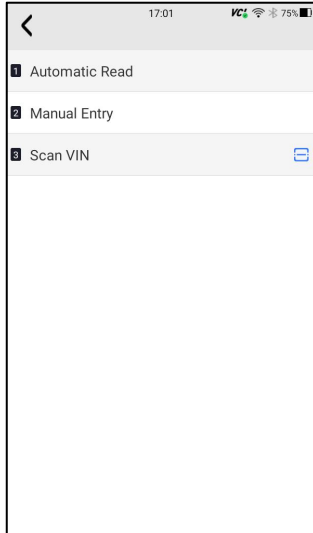 17:01 VCi 75%
1 Automatic Read
2 Manual Entry
3 Scan VIN